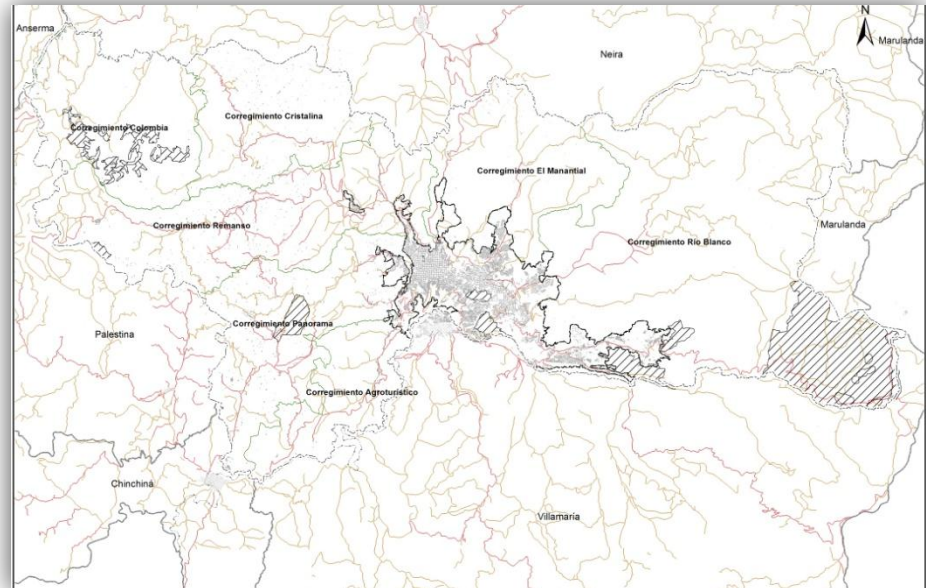 N
Anserma
Marulanda
Neira
Corregimiento Cristalina
Corregimiento Colombia
Corregimiento El Manantial
Corregimiento Remanso
Marulanda
Corregimiento Río Blanco
Corregimiento Panorama
Palestina
Corregimiento Agroturístico
Chinchiná
Villamaría